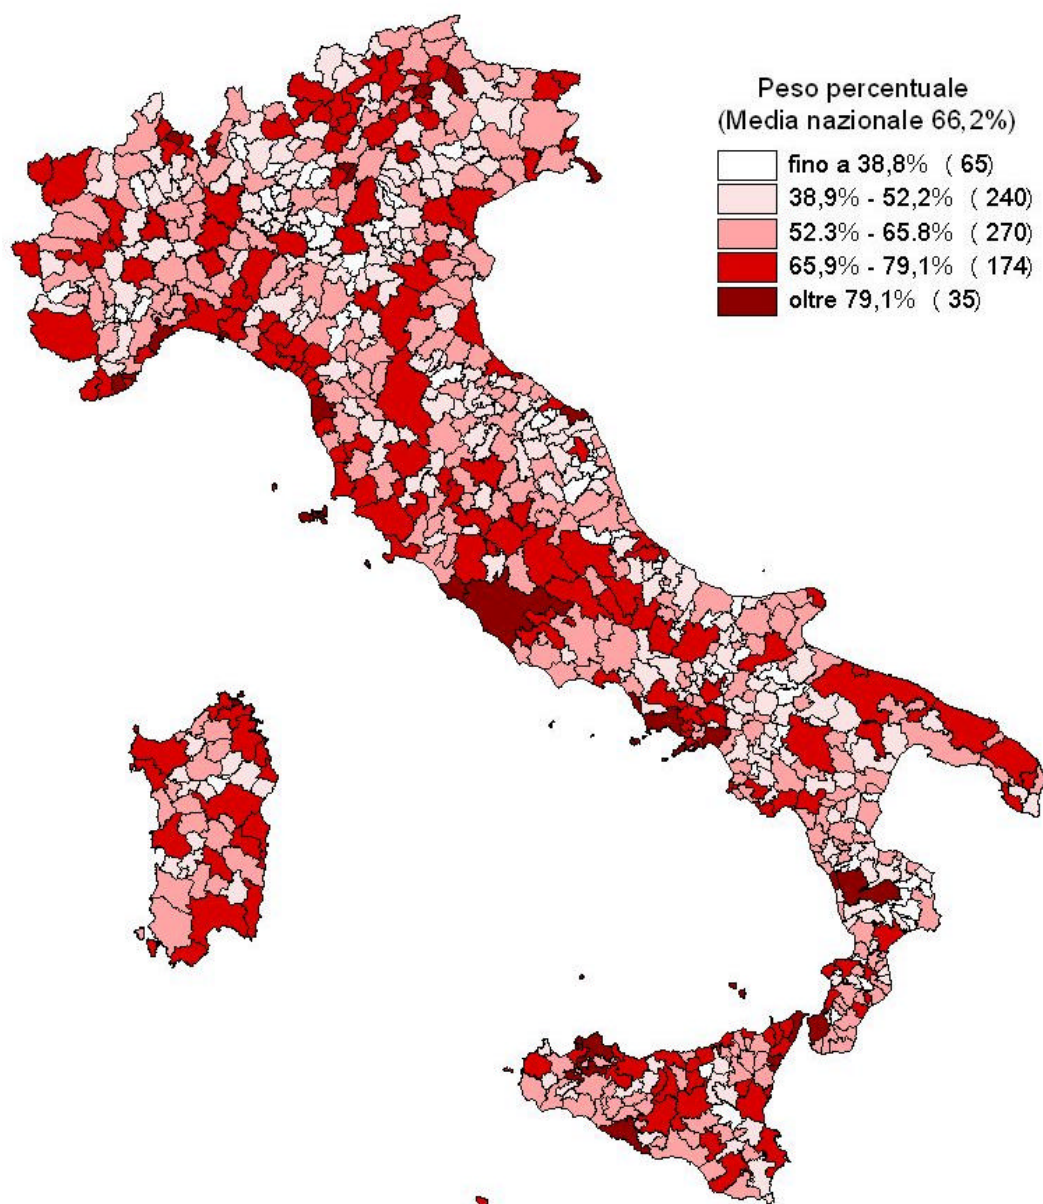 Peso percentuale
(Media nazionale 66,2%)
fino a 38,8% ( 65)
38,9% - 52,2% ( 240)
52.3% - 65.8% ( 270)
65,9% - 79,1% ( 174)
oltre 79,1% ( 35)